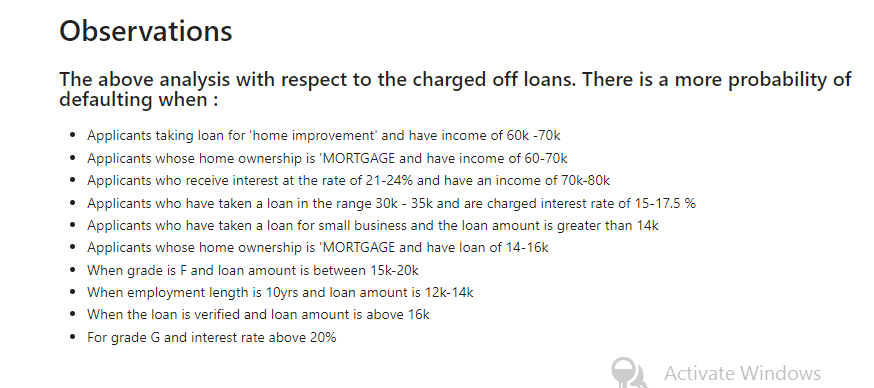 Observations
The above analysis with respect to the charged off loans. There is a more probability of
defaulting when :
• Applicants taking loan for 'home improvement' and have income of 60k -70k
• Applicants whose home ownership is 'MORTGAGE and have income of 60-70k
• Applicants who receive interest at the rate of 21-24% and have an income of 70k-80k
• Applicants who have taken a loan in the range 30k - 35k and are charged interest rate of 15-17.5 %
• Applicants who have taken a loan for small business and the loan amount is greater than 14k
• Applicants whose home ownership is 'MORTGAGE and have loan of 14-16k
• When grade is F and loan amount is between 15k-20k
• When employment length is 10yrs and loan amount is 12k-14k
• When the loan is verified and loan amount is above 16k
• For grade G and interest rate above 20%
Activate Windows